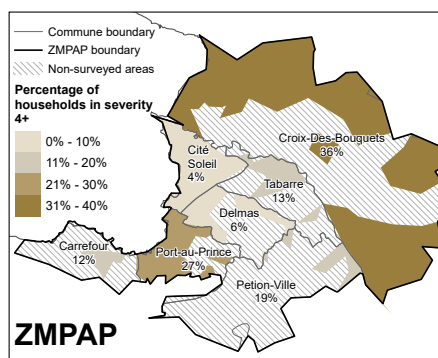 Commune boundary
ZMPAP boundary
Non-surveyed areas
Percentage of
households in severity
4+
0% - 10%
11% - 20%
21% - 30%
31% - 40%
Croix-Des-Bouquets
36%
Cité
Soleil
4%
Tabarre
13%
Delmas
6%
Carrefour
12%
Port-au-Prince
27%
Petion-Ville
19%
ZMPAP